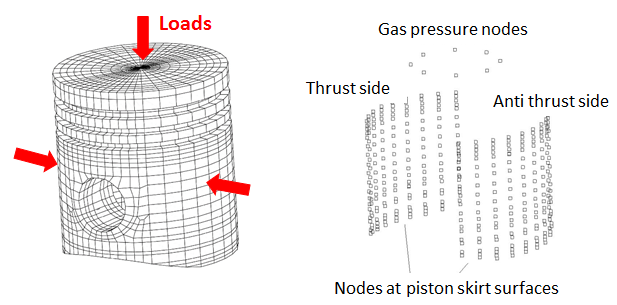 Loads
Gas pressure nodes
Thrust side
Anti thrust side
Nodes at piston skirt surfaces